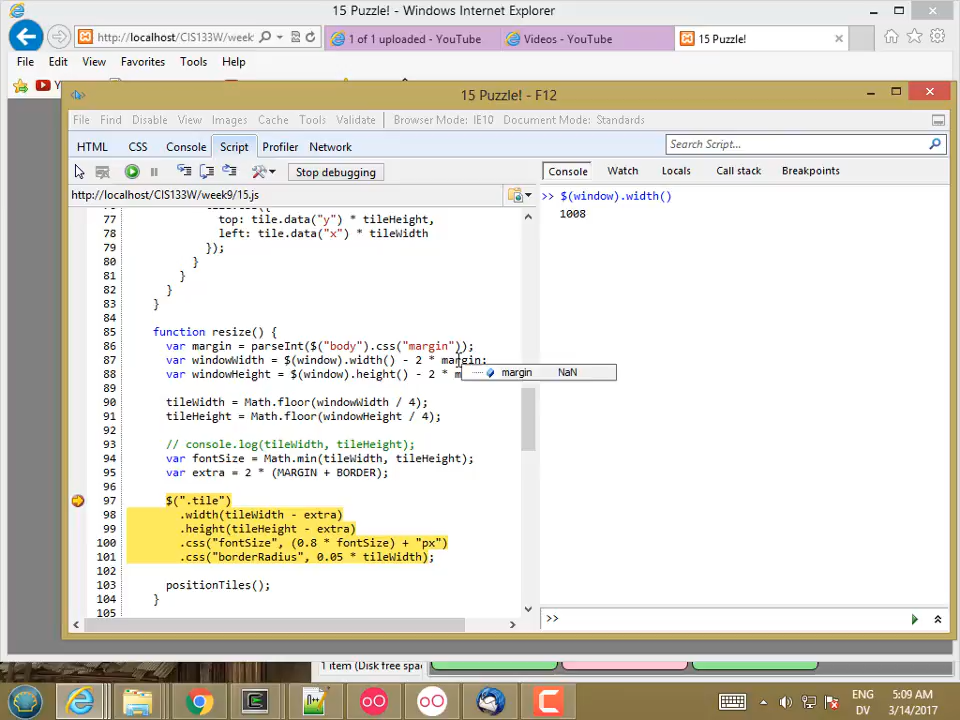 15 Puzzle! - Windows Internet Explorer
http://localhost/CIS133W/week
1 of 1 uploaded - YouTube
Videos - YouTube
15 Puzzle!
File Edit View Favorites Tools Help
15 Puzzle! - F12
File Find Disable View Images Cache Tools Validate Browser Mode: IE10 Document Mode: Standards
HTML CSS Console Script Profiler Network
Search Script...
Stop debugging
Console Watch Locals Call stack Breakpoints
http://localhost/CIS133W/week9/15.js
>> $(window).width()
1008
77 top: tile.data("y") * tileHeight,
78 left: tile.data("x") * tileWidth
79 });
80 }
81 }
82 }
83 }
84
85 function resize() {
86 var margin = parseInt($("body").css("margin"));
87 var windowWidth = $(window).width() - 2 * margin;
88 var windowHeight = $(window).height() - 2 * m
margin NaN
89
90 tileWidth = Math.floor(windowWidth / 4);
91 tileHeight = Math.floor(windowHeight / 4);
92
93 // console.log(tileWidth, tileHeight);
94 var fontSize = Math.min(tileWidth, tileHeight);
95 var extra = 2 * (MARGIN + BORDER);
96
97 $(".tile")
98 .width(tileWidth - extra)
99 .height(tileHeight - extra)
100 .css("fontSize", (0.8 * fontSize) + "px")
101 .css("borderRadius", 0.05 * tileWidth);
102
103 positionTiles();
104 }
105
>>
1 item (Disk free spac
ENG
DV
5:09 AM
3/14/2017